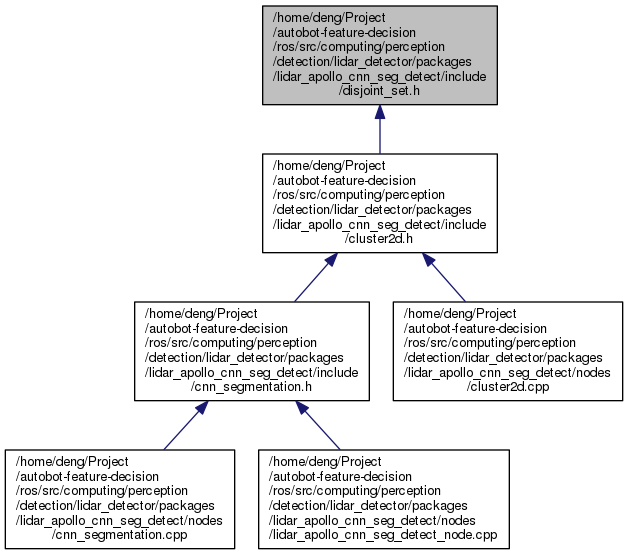 /home/deng/Project
/autobot-feature-decision
/ros/src/computing/perception
/detection/lidar_detector/packages
/lidar_apollo_cnn_seg_detect/include
/disjoint_set.h
/home/deng/Project
/autobot-feature-decision
/ros/src/computing/perception
/detection/lidar_detector/packages
/lidar_apollo_cnn_seg_detect/include
/cluster2d.h
/home/deng/Project
/autobot-feature-decision
/ros/src/computing/perception
/detection/lidar_detector/packages
/lidar_apollo_cnn_seg_detect/include
/cnn_segmentation.h
/home/deng/Project
/autobot-feature-decision
/ros/src/computing/perception
/detection/lidar_detector/packages
/lidar_apollo_cnn_seg_detect/nodes
/cluster2d.cpp
/home/deng/Project
/autobot-feature-decision
/ros/src/computing/perception
/detection/lidar_detector/packages
/lidar_apollo_cnn_seg_detect/nodes
/cnn_segmentation.cpp
/home/deng/Project
/autobot-feature-decision
/ros/src/computing/perception
/detection/lidar_detector/packages
/lidar_apollo_cnn_seg_detect/nodes
/lidar_apollo_cnn_seg_detect_node.cpp